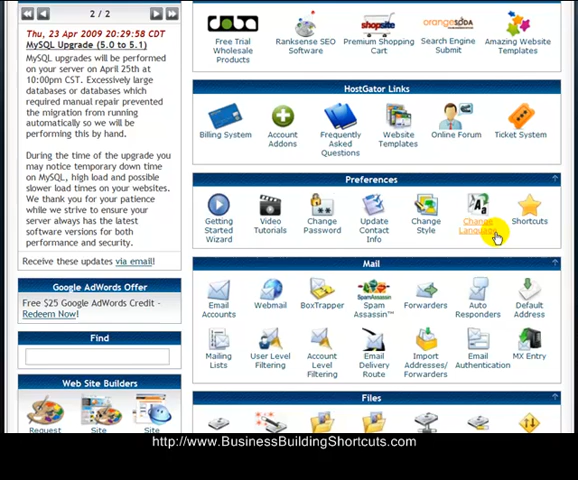 2 / 2
Thu, 23 Apr 2009 20:29:58 CDT
MySQL Upgrade (5.0 to 5.1)
MySQL upgrades will be performed
on your server on April 25th at
10:00pm CDT. Excessively large
databases or databases which
required manual repair prevented
the migration from running
automatically so we will be
performing this by hand.
During the time of the upgrade you
may notice temporary down time
on MySQL, high load and possible
slower load times on your websites.
We thank you for your patience
while we strive to ensure your
server always has the latest
software versions for both
performance and security.
Receive these updates via email!
Google AdWords Offer
Free $25 Google AdWords Credit -
Redeem Now!
Find
Web Site Builders
Request
Site
Site
doba
shopsite
orangesoda
Free Trial
Wholesale
Products
Ranksense SEO
Software
Premium Shopping
Cart
Search Engine
Submit
Amazing Website
Templates
HostGator Links
Billing System
Account
Addons
Frequently
Asked
Questions
Website
Templates
Online Forum
Ticket System
Preferences
Getting
Started
Wizard
Video
Tutorials
Change
Password
Update
Contact
Info
Change
Style
Change
Language
Shortcuts
Mail
Email
Accounts
Webmail
BoxTrapper
SpamAssassin
Spam
Assassin™
Forwarders
Auto
Responders
Default
Address
Mailing
Lists
User Level
Filtering
Account
Level
Filtering
Email
Delivery
Route
Import
Addresses/
Forwarders
Email
Authentication
MX Entry
Files
http://www.BusinessBuildingShortcuts.com